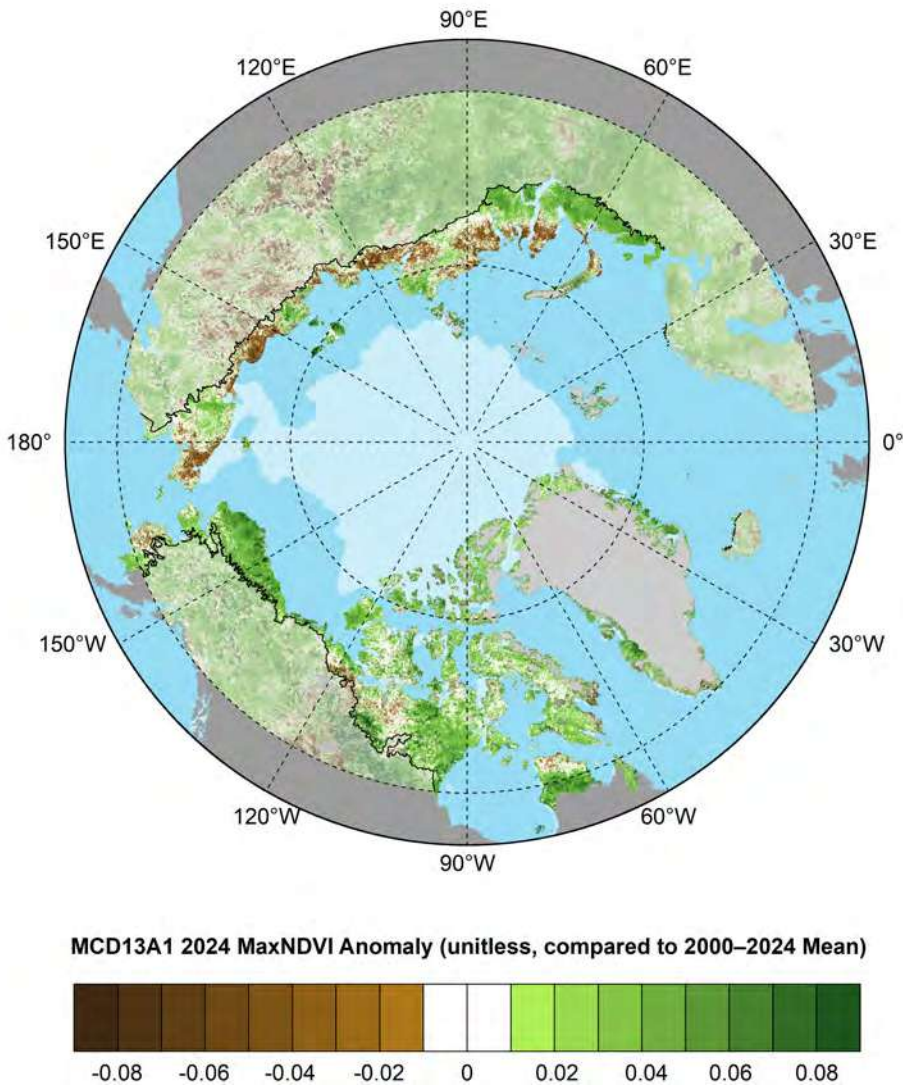 90°E
120°E
60°E
150°E
30°E
180°
0°
150°W
30°W
120°W
60°W
90°W
MCD13A1 2024 MaxNDVI Anomaly (unitless, compared to 2000–2024 Mean)
-0.08 -0.06 -0.04 -0.02 0 0.02 0.04 0.06 0.08